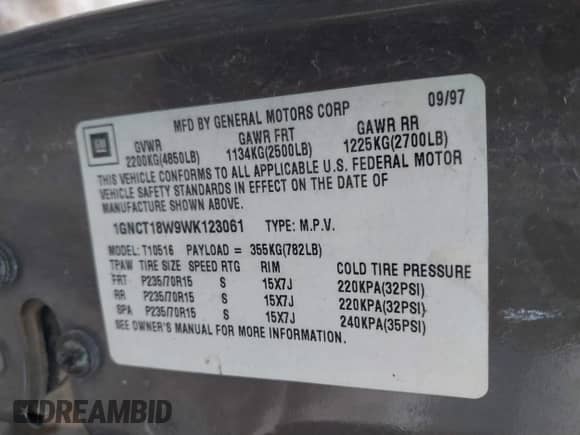 MFD BY GENERAL MOTORS CORP 09/97
GM
GVWR GAWR FRT GAWR RR
2200KG(4850LB) 1134KG(2500LB) 1225KG(2700LB)
THIS VEHICLE CONFORMS TO ALL APPLICABLE U.S. FEDERAL MOTOR
VEHICLE SAFETY STANDARDS IN EFFECT ON THE DATE OF
MANUFACTURE SHOWN ABOVE.
1GNCT18W9WK123061 TYPE: M.P.V.
MODEL: T10516 PAYLOAD = 355KG(782LB)
TPAW TIRE SIZE SPEED RTG RIM COLD TIRE PRESSURE
FRT P235/70R15 S 15X7J 220KPA(32PSI)
RR P235/70R15 S 15X7J 220KPA(32PSI)
SPA P235/70R15 S 15X7J 240KPA(35PSI)
SEE OWNER'S MANUAL FOR MORE INFORMATION.
DREAMBID